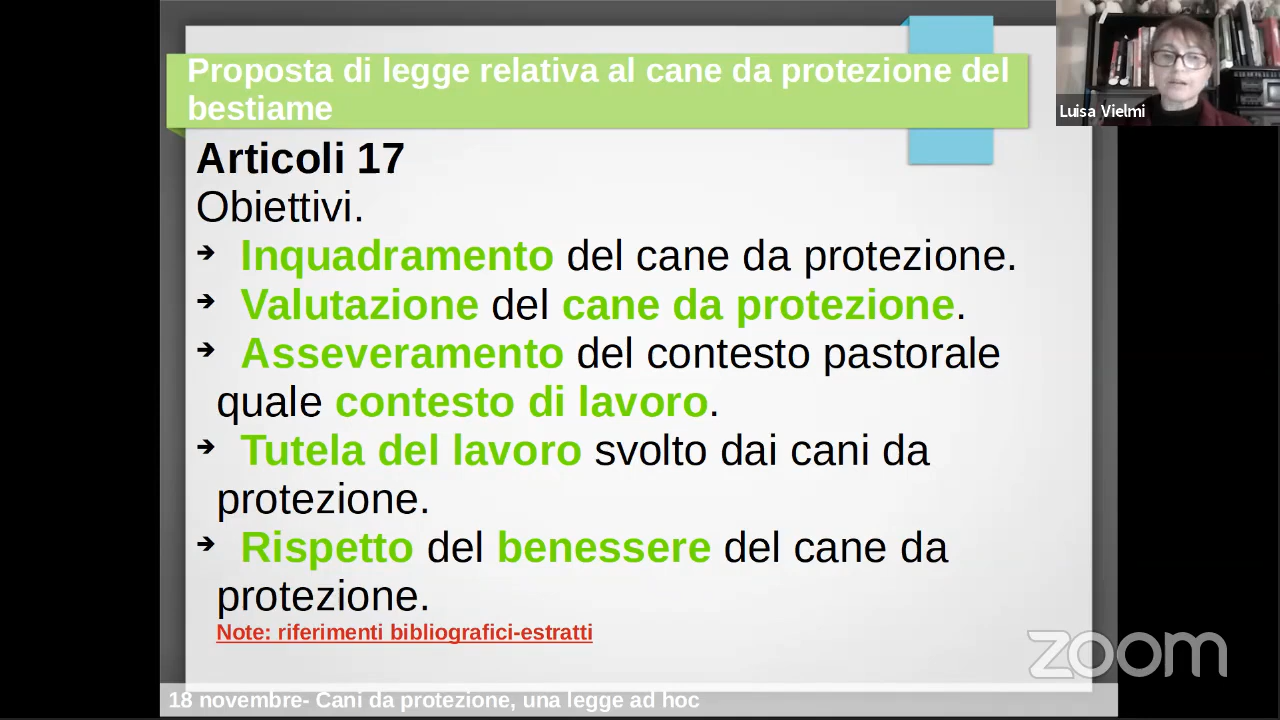 Proposta di legge relativa al cane da protezione del
bestiame
Luisa Vielmi
Articoli 17
Obiettivi.
➔ Inquadramento del cane da protezione.
➔ Valutazione del cane da protezione.
➔ Asseveramento del contesto pastorale
quale contesto di lavoro.
➔ Tutela del lavoro svolto dai cani da
protezione.
➔ Rispetto del benessere del cane da
protezione.
Note: riferimenti bibliografici-estratti
zoom
18 novembre- Cani da protezione, una legge ad hoc